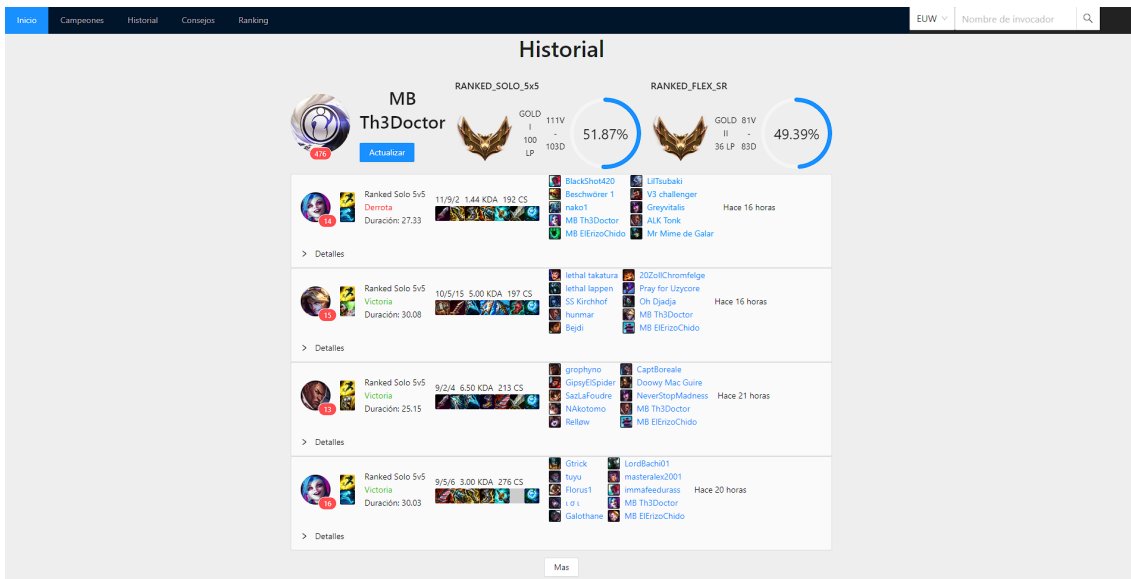 Inicio Campeones Historial Consejos Ranking EUW Nombre de invocador
Historial
MB Th3Doctor
476
Actualizar
RANKED_SOLO_5x5
GOLD I 100 LP
111V - 103D
51.87%
RANKED_FLEX_SR
GOLD II 36 LP
81V - 83D
49.39%
14
Ranked Solo 5v5
Derrota
Duración: 27.33
11/9/2 1.44 KDA 192 CS
BlackShot420 LilTsubaki
Beschwörer 1 V3 challenger
nako1 Greyvitalis
MB Th3Doctor ALK Tonk
MB ElErizoChido Mr Mime de Galar
Hace 16 horas
> Detalles
15
Ranked Solo 5v5
Victoria
Duración: 30.08
10/5/15 5.00 KDA 197 CS
lethal takatura 20ZollChromfelge
lethal lappen Pray for Uzycore
SS Kirchhof Oh Djadja
hunmar MB Th3Doctor
Bejdi MB ElErizoChido
Hace 16 horas
> Detalles
13
Ranked Solo 5v5
Victoria
Duración: 25.15
9/2/4 6.50 KDA 213 CS
grophyno CaptBoreale
GipsyElSpider Doowy Mac Guire
SazLaFoudre NeverStopMadness
NAkotomo MB Th3Doctor
Relløw MB ElErizoChido
Hace 21 horas
> Detalles
16
Ranked Solo 5v5
Victoria
Duración: 30.03
9/5/6 3.00 KDA 276 CS
Gtrick LordBachi01
tuyu masteralex2001
Florus1 immafeedurass
MB Th3Doctor
Galothane MB ElErizoChido
Hace 20 horas
> Detalles
Mas